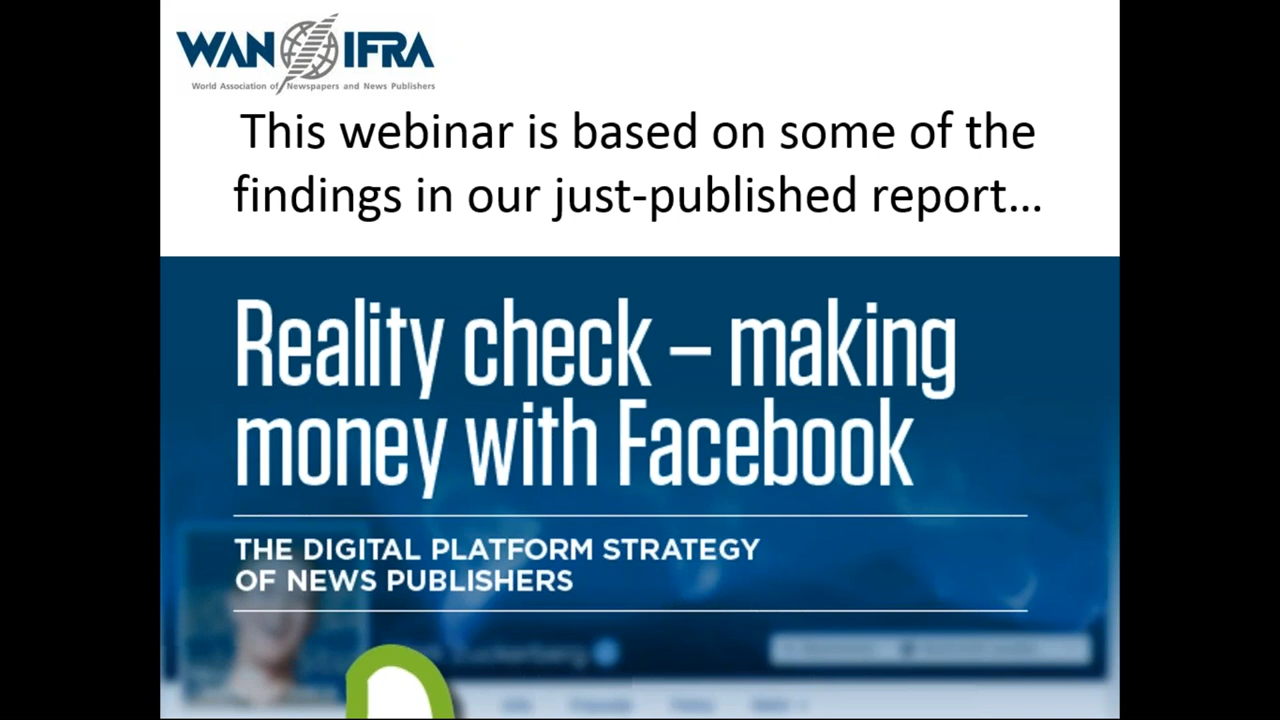 WAN IFRA
World Association of Newspapers and News Publishers
This webinar is based on some of the
findings in our just-published report...
Reality check – making
money with Facebook
THE DIGITAL PLATFORM STRATEGY
OF NEWS PUBLISHERS